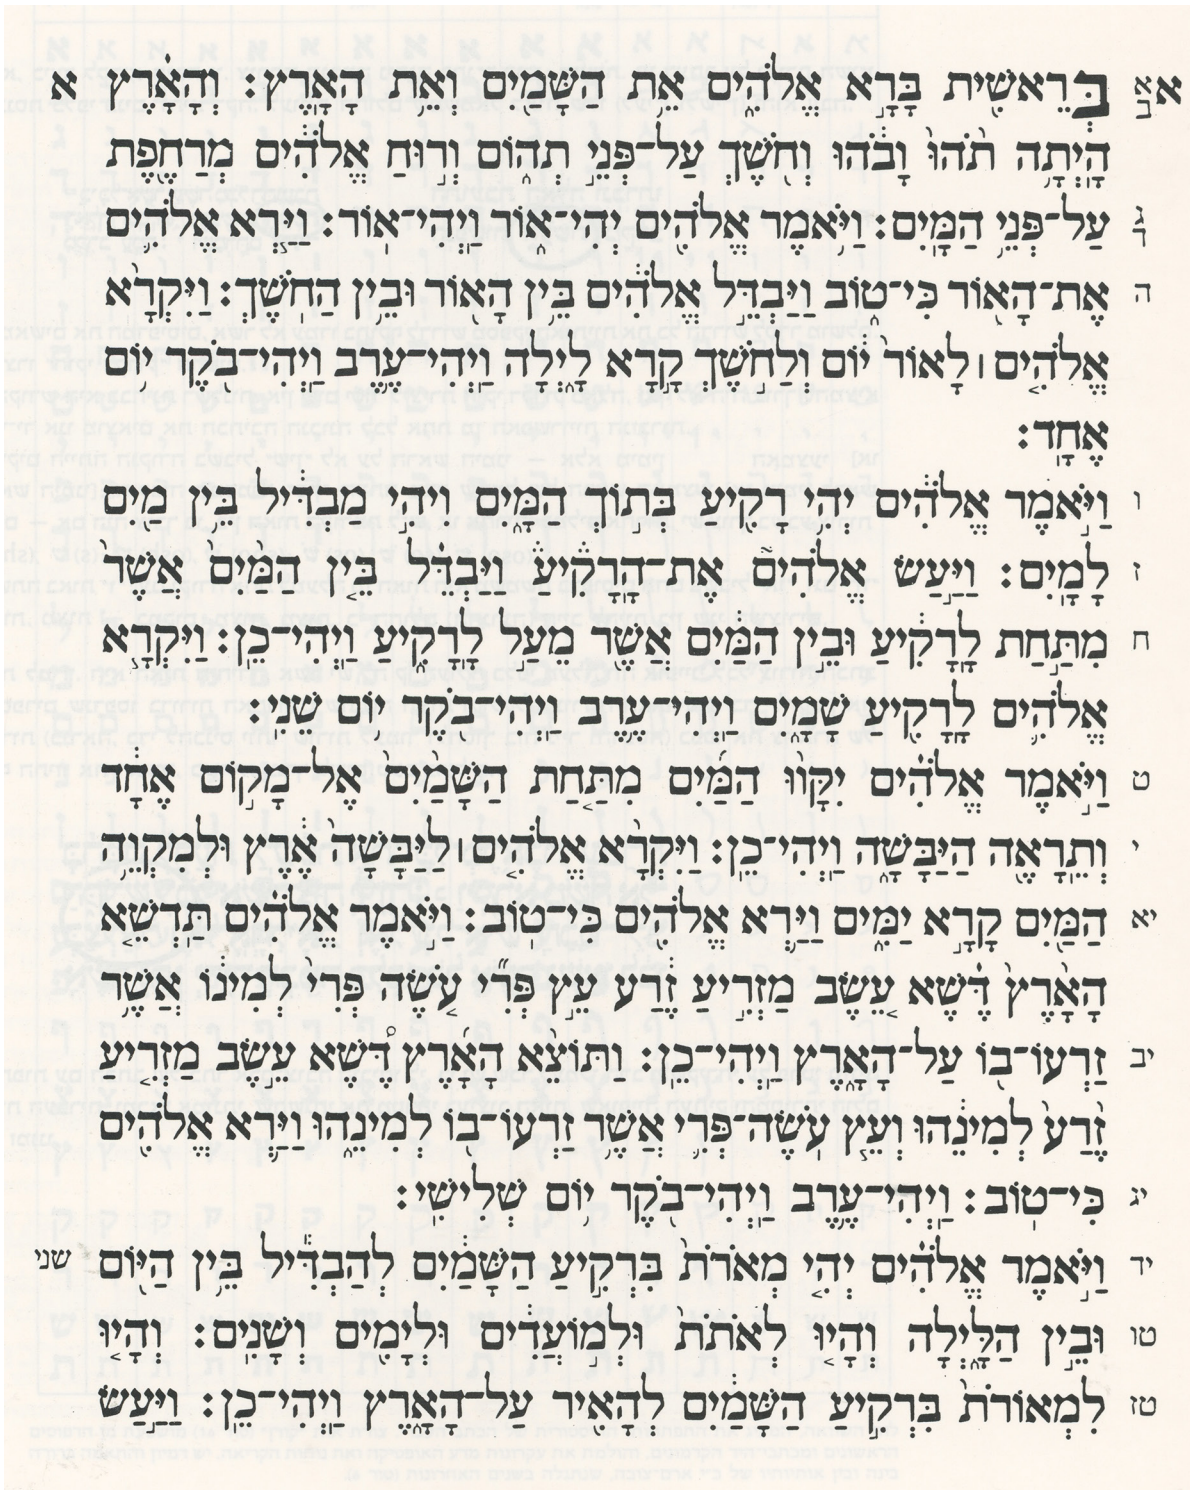 א א בְּרֵאשִׁ֖ית בָּרָ֣א אֱלֹהִ֑ים אֵ֥ת הַשָּׁמַ֖יִם וְאֵ֥ת הָאָֽרֶץ׃ וְהָאָ֗רֶץ א
ב הָיְתָ֥ה תֹ֙הוּ֙ וָבֹ֔הוּ וְחֹ֖שֶׁךְ עַל־פְּנֵ֣י תְה֑וֹם וְר֣וּחַ אֱלֹהִ֔ים מְרַחֶ֖פֶת
ג ד עַל־פְּנֵ֥י הַמָּֽיִם׃ וַיֹּ֥אמֶר אֱלֹהִ֖ים יְהִי־א֑וֹר וַֽיְהִי־אֽוֹר׃ וַיַּ֧רְא אֱלֹהִ֛ים
ה אֶת־הָא֖וֹר כִּי־ט֑וֹב וַיַּבְדֵּ֣ל אֱלֹהִ֔ים בֵּ֥ין הָא֖וֹר וּבֵ֥ין הַחֹֽשֶׁךְ׃ וַיִּקְרָ֨א
אֱלֹהִ֤ים ׀ לָאוֹר֙ י֔וֹם וְלַחֹ֖שֶׁךְ קָ֣רָא לָ֑יְלָה וַֽיְהִי־עֶ֥רֶב וַֽיְהִי־בֹ֖קֶר י֥וֹם
אֶחָֽד׃
ו וַיֹּ֣אמֶר אֱלֹהִ֔ים יְהִ֥י רָקִ֖יעַ בְּת֣וֹךְ הַמָּ֑יִם וִיהִ֣י מַבְדִּ֔יל בֵּ֥ין מַ֖יִם
ז לָמָֽיִם׃ וַיַּ֣עַשׂ אֱלֹהִים֮ אֶת־הָרָקִיעַ֒ וַיַּבְדֵּ֗ל בֵּ֤ין הַמַּ֙יִם֙ אֲשֶׁר֙
ח מִתַּ֣חַת לָרָקִ֔יעַ וּבֵ֣ין הַמַּ֔יִם אֲשֶׁ֖ר מֵעַ֣ל לָרָקִ֑יעַ וַֽיְהִי־כֵֽן׃ וַיִּקְרָ֧א
אֱלֹהִ֛ים לָֽרָקִ֖יעַ שָׁמָ֑יִם וַֽיְהִי־עֶ֥רֶב וַֽיְהִי־בֹ֖קֶר י֥וֹם שֵׁנִֽי׃
ט וַיֹּ֣אמֶר אֱלֹהִ֗ים יִקָּו֨וּ הַמַּ֜יִם מִתַּ֤חַת הַשָּׁמַ֙יִם֙ אֶל־מָק֣וֹם אֶחָ֔ד
י וְתֵרָאֶ֖ה הַיַּבָּשָׁ֑ה וַֽיְהִי־כֵֽן׃ וַיִּקְרָ֨א אֱלֹהִ֤ים לַיַּבָּשָׁה֙ אֶ֔רֶץ וּלְמִקְוֵ֥ה
יא הַמַּ֖יִם קָרָ֣א יַמִּ֑ים וַיַּ֥רְא אֱלֹהִ֖ים כִּי־טֽוֹב׃ וַיֹּ֣אמֶר אֱלֹהִ֗ים תַּֽדְשֵׁ֤א
הָאָ֙רֶץ֙ דֶּ֔שֶׁא עֵ֚שֶׂב מַזְרִ֣יעַ זֶ֔רַע עֵ֣ץ פְּרִ֞י עֹ֤שֶׂה פְּרִי֙ לְמִינ֔וֹ אֲשֶׁ֥ר
יב זַרְעוֹ־ב֖וֹ עַל־הָאָ֑רֶץ וַֽיְהִי־כֵֽן׃ וַתּוֹצֵ֨א הָאָ֜רֶץ דֶּ֠שֶׁא עֵ֣שֶׂב מַזְרִ֤יעַ
זֶ֙רַע֙ לְמִינֵ֔הוּ וְעֵ֧ץ עֹֽשֶׂה־פְּרִ֛י אֲשֶׁ֥ר זַרְעוֹ־ב֖וֹ לְמִינֵ֑הוּ וַיַּ֥רְא אֱלֹהִ֖ים
יג כִּי־טֽוֹב׃ וַֽיְהִי־עֶ֥רֶב וַֽיְהִי־בֹ֖קֶר י֥וֹם שְׁלִישִֽׁי׃
יד וַיֹּ֣אמֶר אֱלֹהִ֗ים יְהִ֤י מְאֹרֹת֙ בִּרְקִ֣יעַ הַשָּׁמַ֔יִם לְהַבְדִּ֕יל בֵּ֥ין הַיּ֖וֹם שני
טו וּבֵ֣ין הַלָּ֑יְלָה וְהָי֤וּ לְאֹתֹת֙ וּלְמ֣וֹעֲדִ֔ים וּלְיָמִ֖ים וְשָׁנִֽים׃ וְהָי֤וּ
טז לִמְאוֹרֹת֙ בִּרְקִ֣יעַ הַשָּׁמַ֔יִם לְהָאִ֖יר עַל־הָאָ֑רֶץ וַֽיְהִי־כֵֽן׃ וַיַּ֣עַשׂ